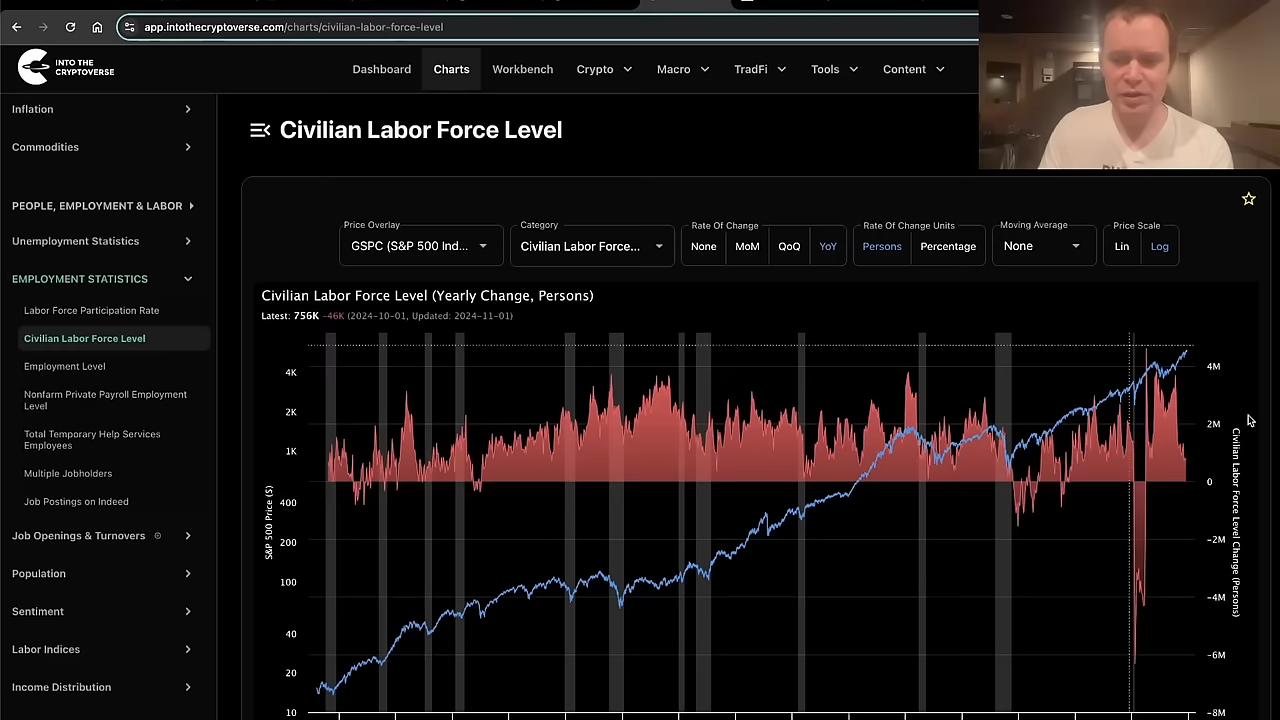 app.intothecryptoverse.com/charts/civilian-labor-force-level
INTO THE
CRYPTOVERSE
Dashboard
Charts
Workbench
Crypto
Macro
TradFi
Tools
Content
Inflation
Commodities
PEOPLE, EMPLOYMENT & LABOR
Unemployment Statistics
EMPLOYMENT STATISTICS
Labor Force Participation Rate
Civilian Labor Force Level
Employment Level
Nonfarm Private Payroll Employment
Level
Total Temporary Help Services
Employees
Multiple Jobholders
Job Postings on Indeed
Job Openings & Turnovers
Population
Sentiment
Labor Indices
Income Distribution
Civilian Labor Force Level
Price Overlay
GSPC (S&P 500 Ind...
Category
Civilian Labor Force...
Rate Of Change
None
MoM
QoQ
YoY
Rate Of Change Units
Persons
Percentage
Moving Average
None
Price Scale
Lin
Log
Civilian Labor Force Level (Yearly Change, Persons)
Latest: 756K -46K (2024-10-01, Updated: 2024-11-01)
S&P 500 Price ($)
4K
2K
1K
400
200
100
40
20
10
4M
2M
0
-2M
-4M
-6M
-8M
Civilian Labor Force Level Change (Persons)